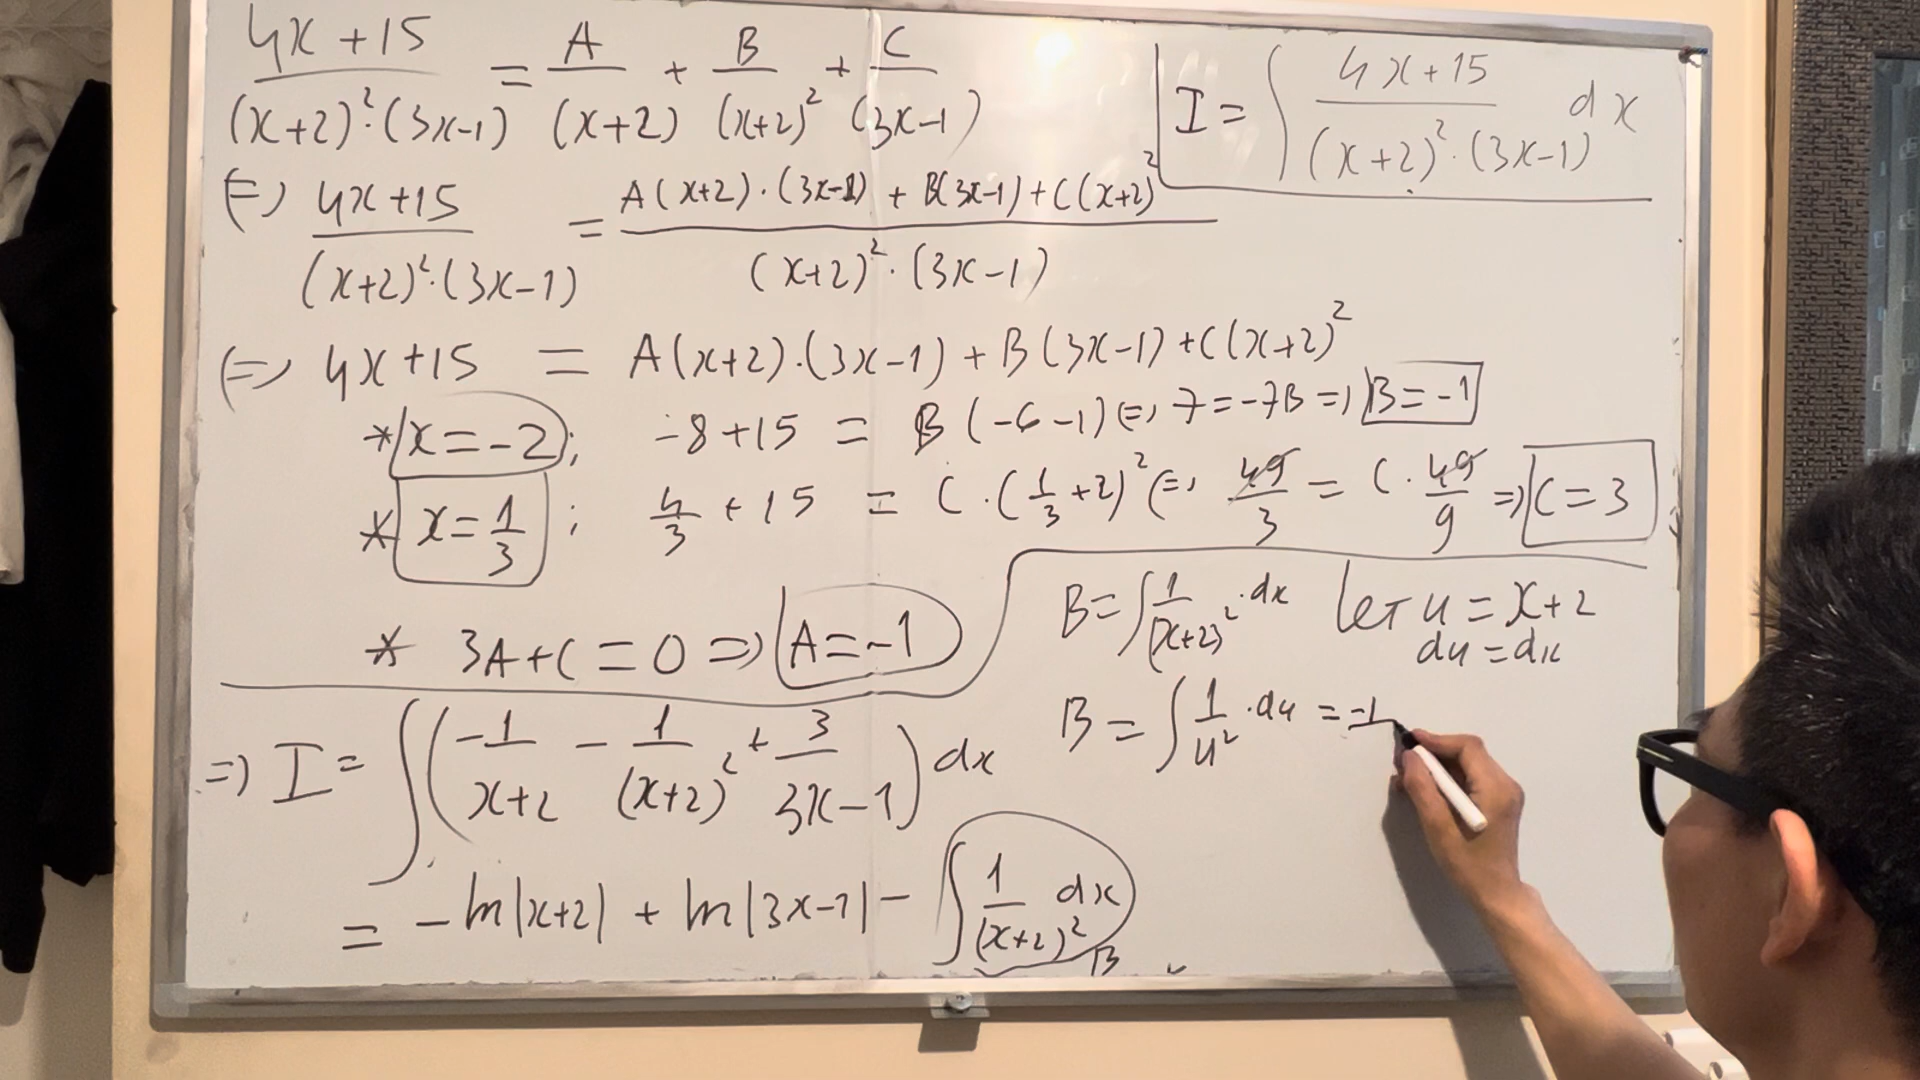 I = ∫ (4x+15)/((x+2)²·(3x-1)) dx
(4x+15)/((x+2)²·(3x-1)) = A/(x+2) + B/(x+2)² + C/(3x-1)
(=) (4x+15)/((x+2)²·(3x-1)) = (A(x+2)·(3x-1) + B(3x-1) + C(x+2)²)/((x+2)²·(3x-1))
(=) 4x+15 = A(x+2)·(3x-1) + B(3x-1) + C(x+2)²
* x=-2; -8+15 = B(-6-1) (=) 7=-7B =) B=-1
* x=1/3; 4/3 + 15 = C·(1/3+2)² (=) 49/3 = C·49/9 =) C=3
* 3A+C=0 =) A=-1
=) I = ∫(-1/(x+2) - 1/(x+2)² + 3/(3x-1)) dx
= -ln|x+2| + ln|3x-1| - ∫ 1/(x+2)² dx
B
B = ∫ 1/(x+2)² ·dx let u = x+2
du = dx
B = ∫ 1/u² ·du = -1